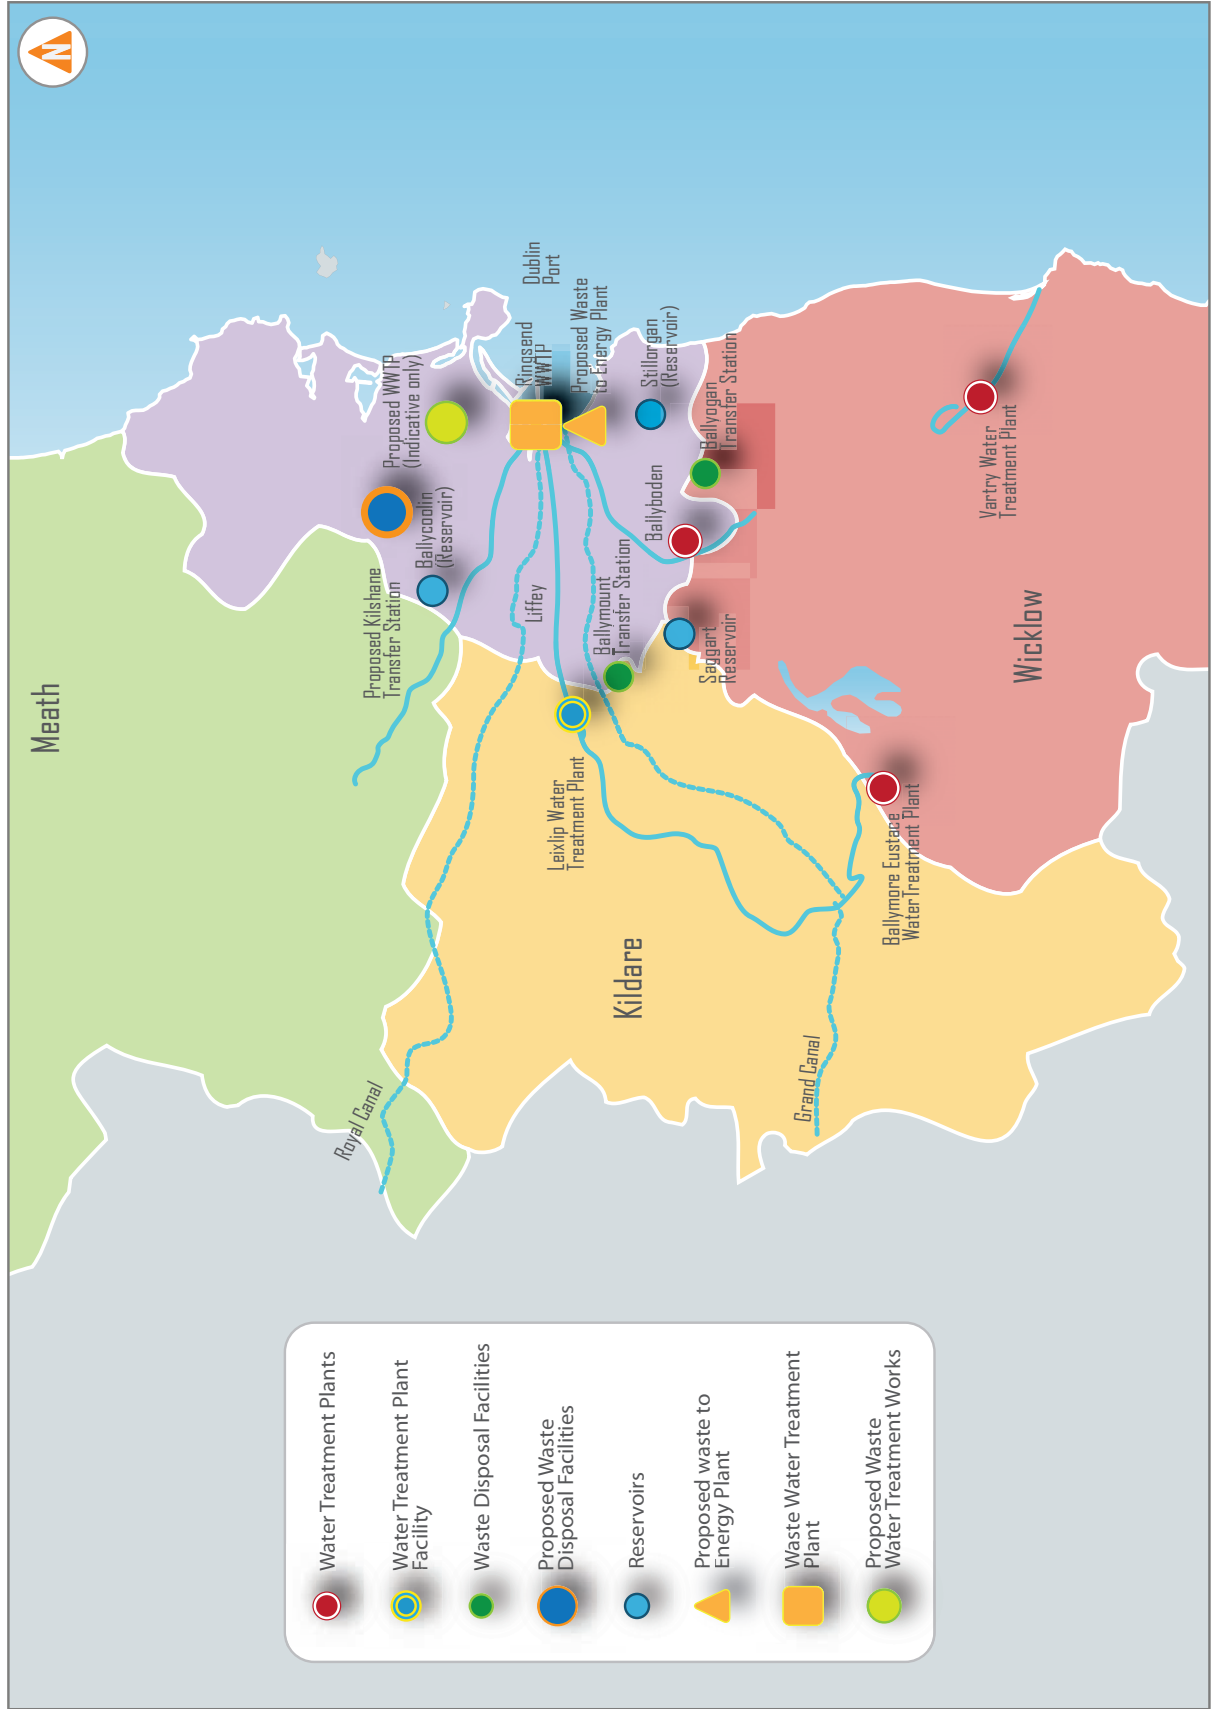 N
Meath
Proposed Kilshane
Transfer Station
Proposed WWTP
(Indicative only)
Ballycoolin
(Reservoir)
Royal Canal
Liffey
Ringsend
WWTP
Dublin
Port
Proposed Waste
to Energy Plant
Leixlip Water
Treatment Plant
Ballymount
Transfer Station
Stillorgan
(Reservoir)
Ballyboden
Ballyogan
Transfer Station
Saggart
Reservoir
Kildare
Grand Canal
Ballymore Eustace
WaterTreatment Plant
Vartry Water
Treatment Plant
Wicklow
Water Treatment Plants
Water Treatment Plant
Facility
Waste Disposal Facilities
Proposed Waste
Disposal Facilities
Reservoirs
Proposed waste to
Energy Plant
Waste Water Treatment
Plant
Proposed Waste
Water Treatment Works